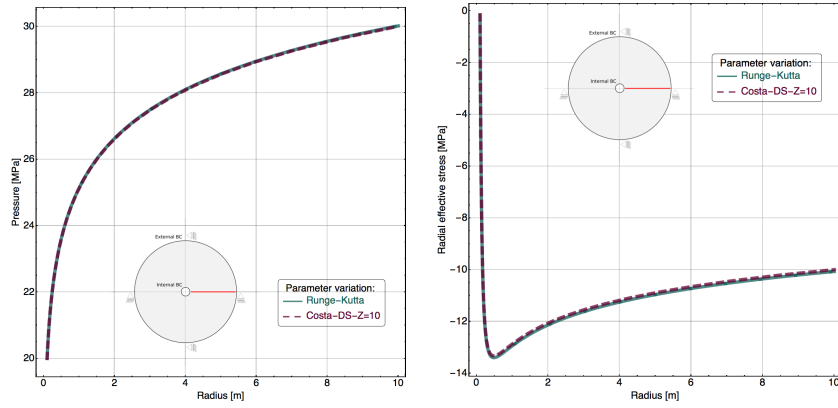 30
28
26
24
22
20
Pressure [MPa]
External BC
Internal BC
Parameter variation:
Runge-Kutta
Costa-DS-Z=10
0
2
4
6
8
10
Radius [m]
0
-2
-4
-6
-8
-10
-12
-14
Radial effective stress [MPa]
External BC
Internal BC
Parameter variation:
Runge-Kutta
Costa-DS-Z=10
0
2
4
6
8
10
Radius [m]